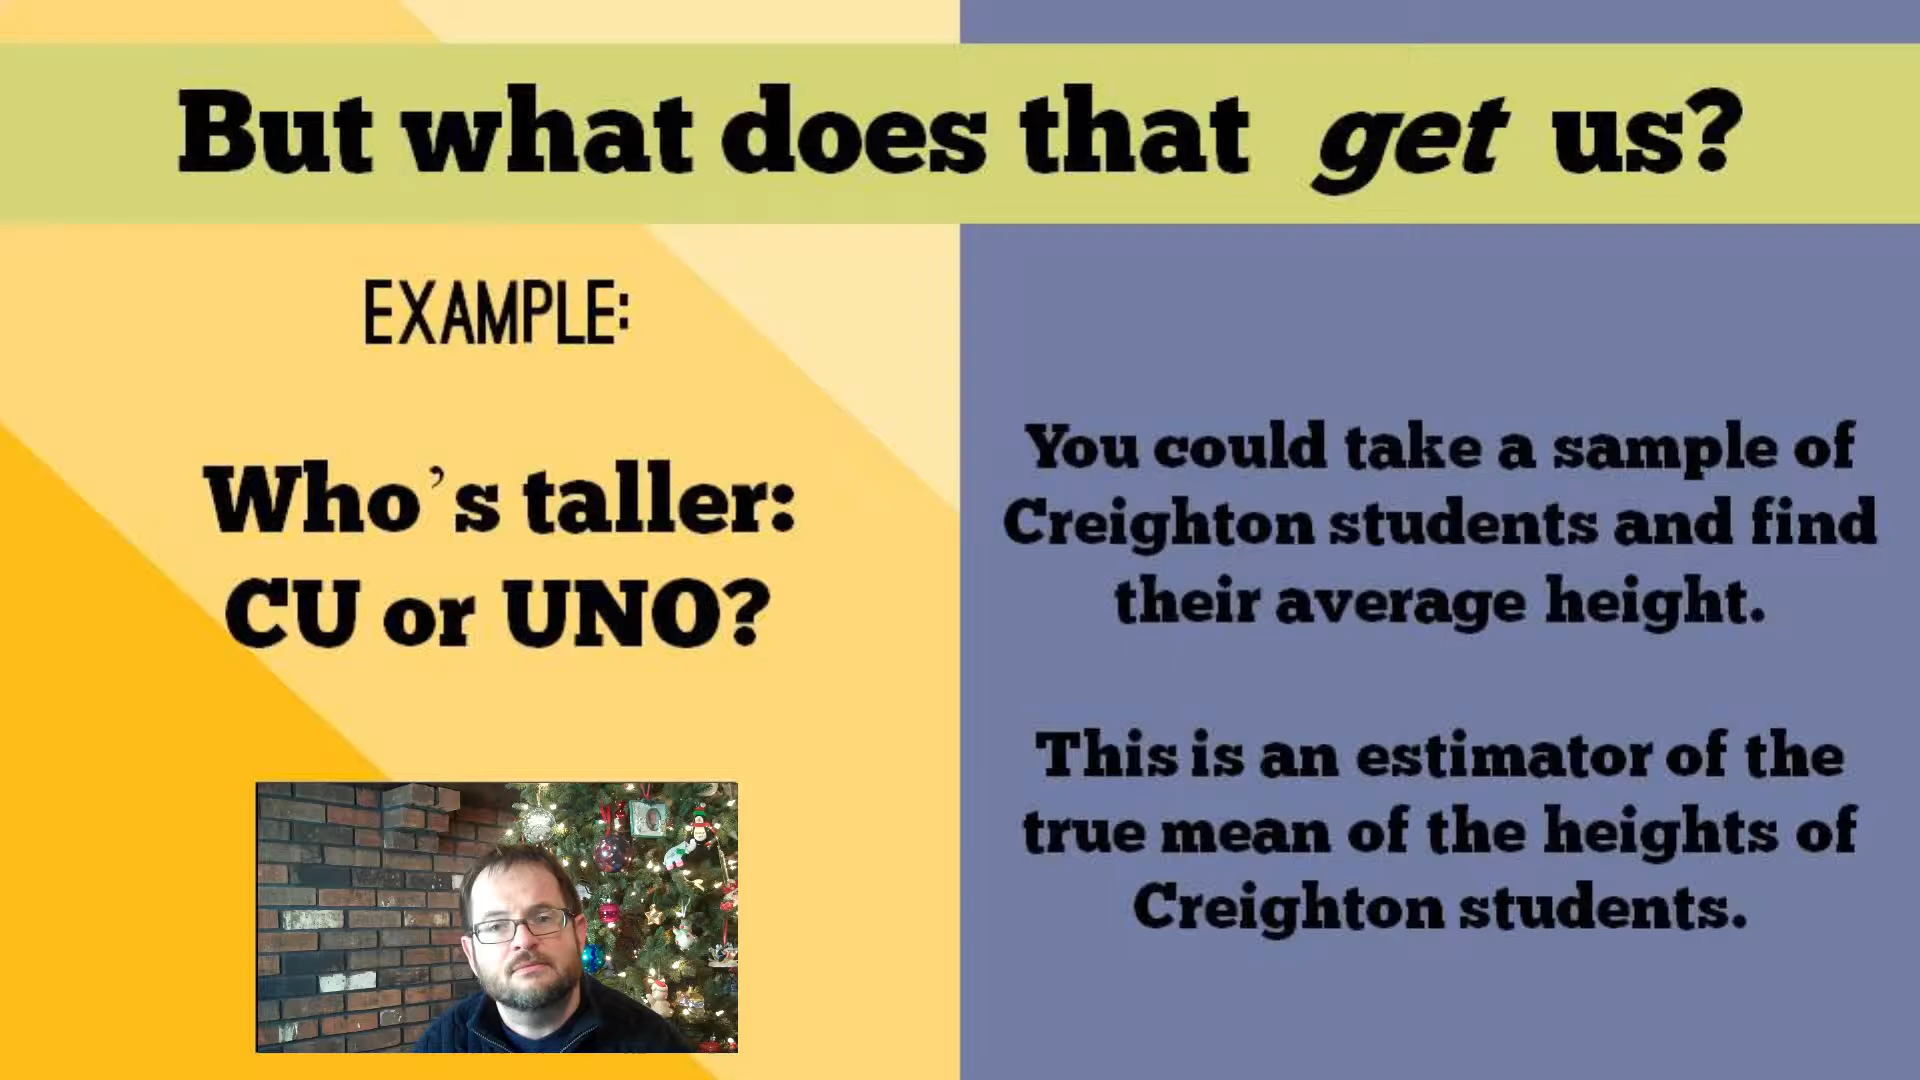 But what does that get us?
EXAMPLE:
Who's taller:
CU or UNO?
You could take a sample of
Creighton students and find
their average height.
This is an estimator of the
true mean of the heights of
Creighton students.